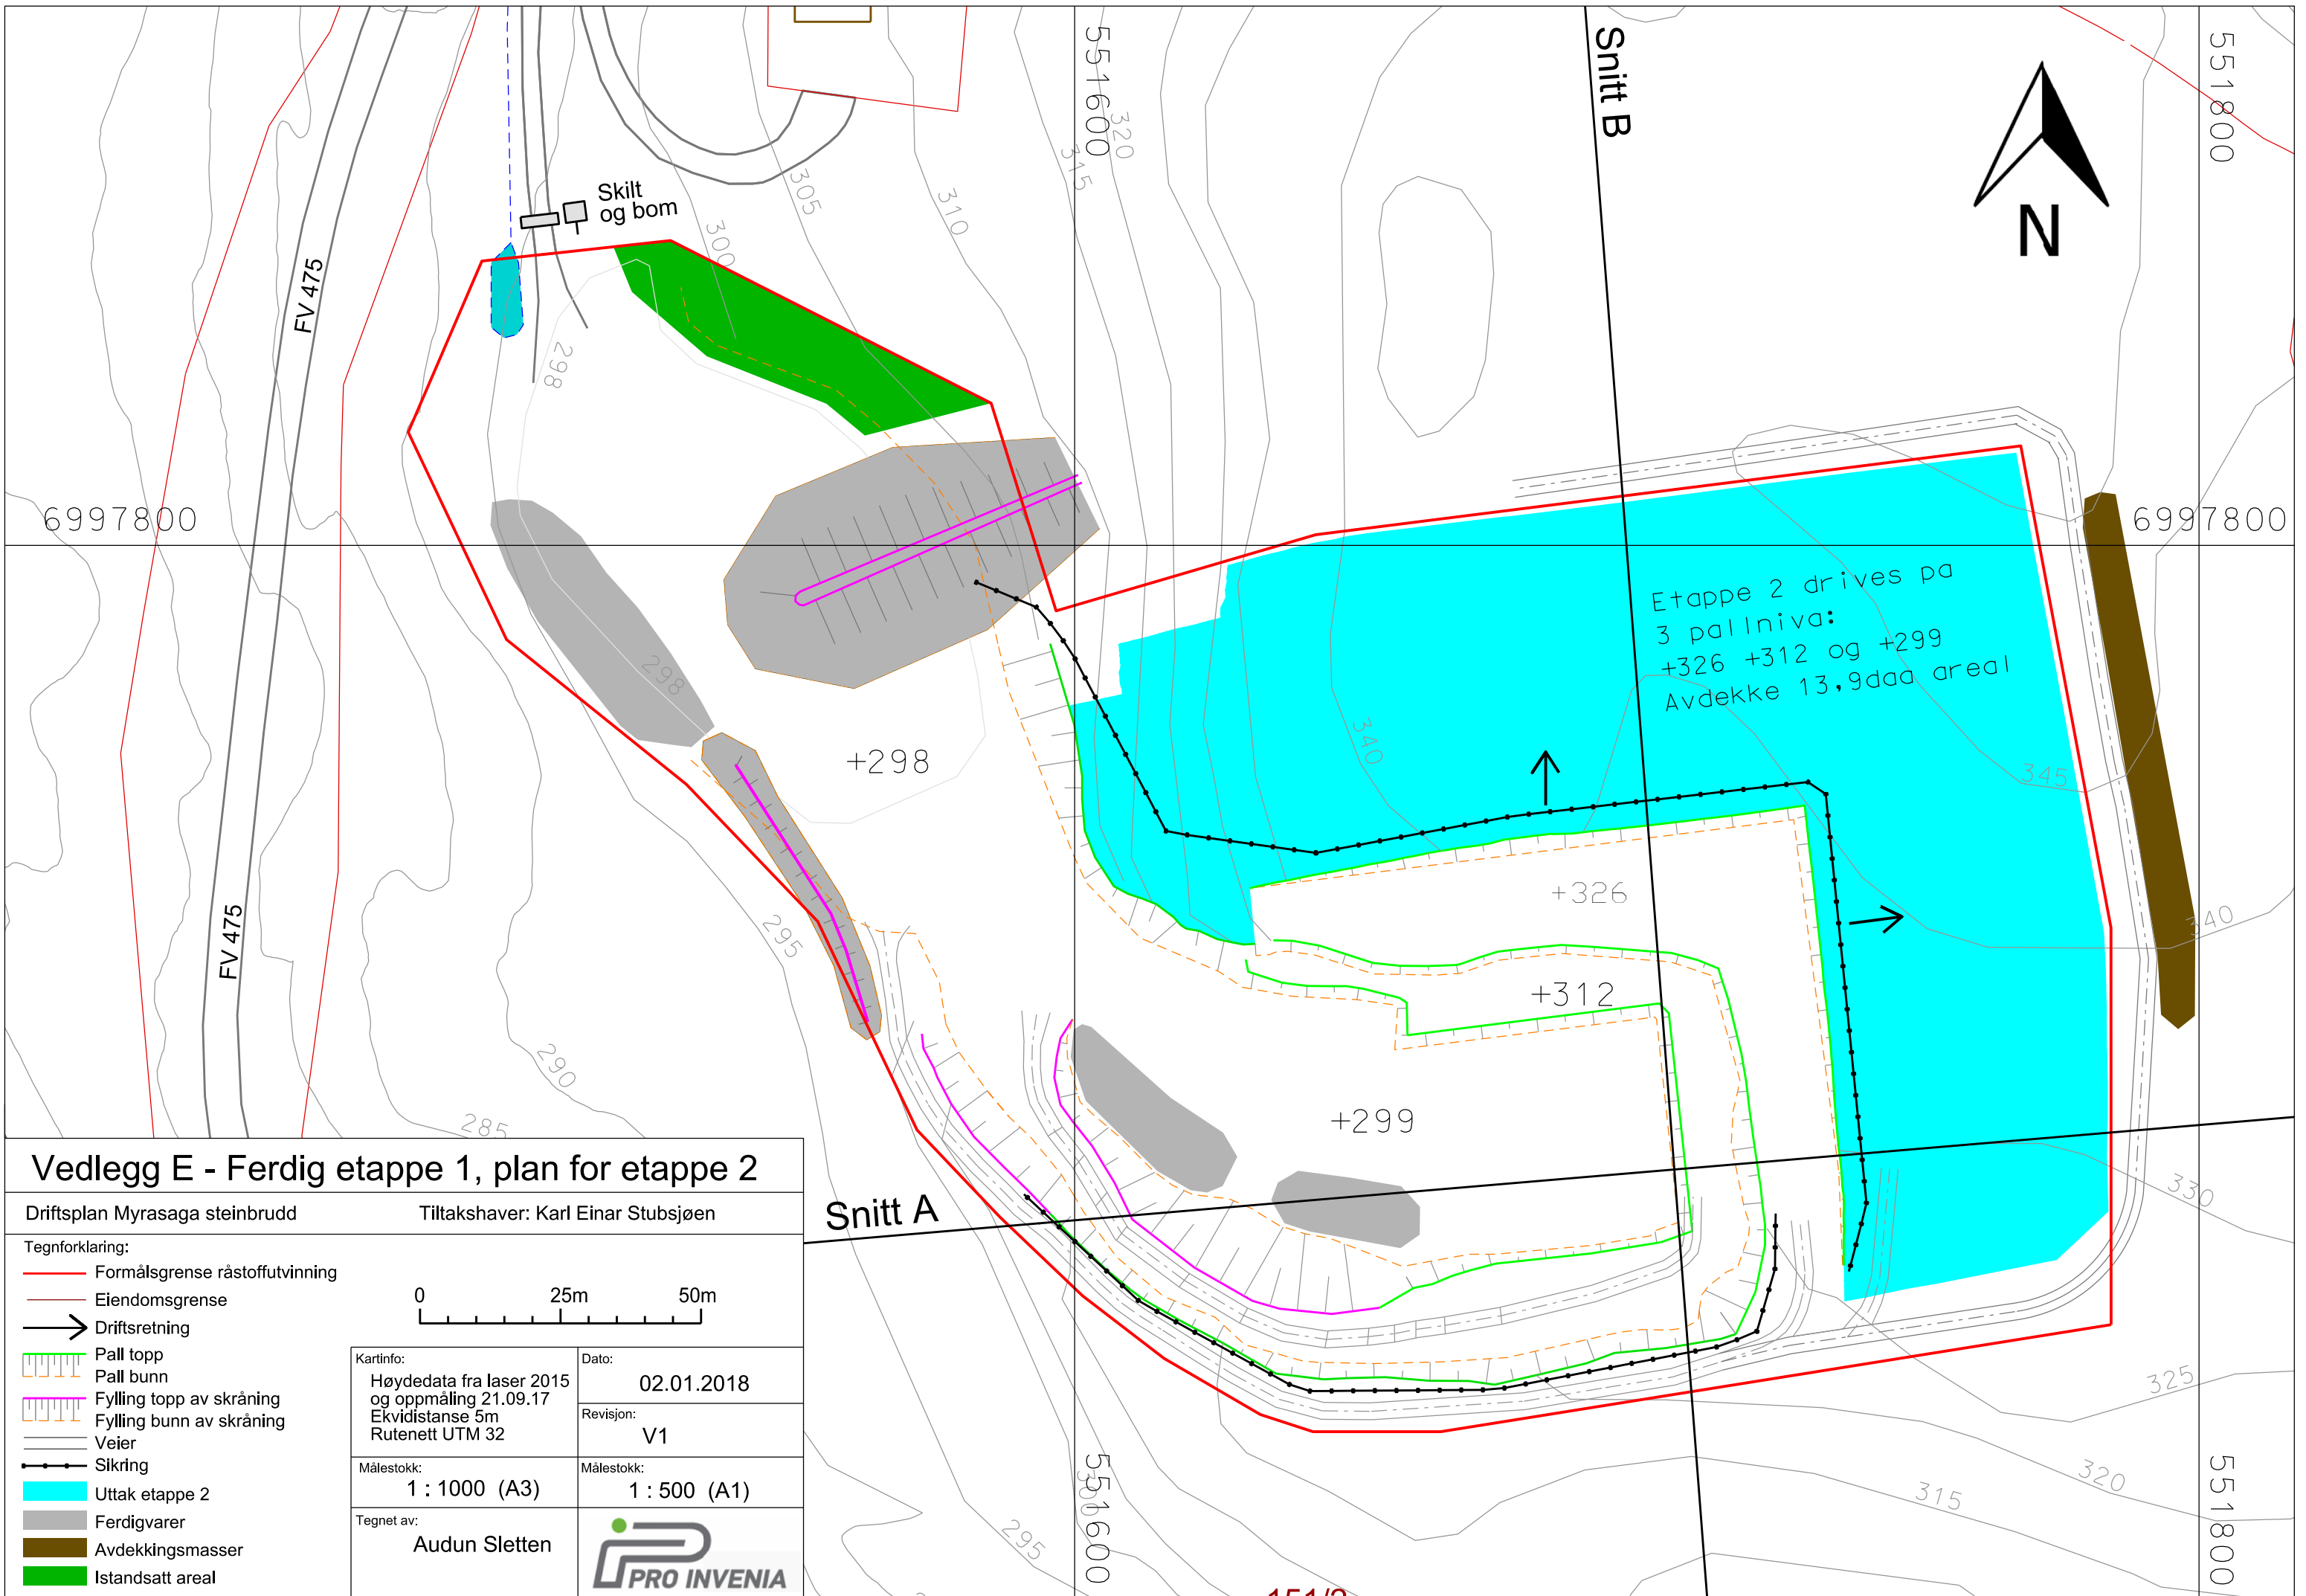 551600
320
315
Snitt B
551800
N
Skilt
og bom
305
300
310
FV 475
298
6997800
6997800
Etappe 2 drives pa
3 pallniva:
+326 +312 og +299
Avdekke 13,9daa areal
298
+298
340
345
+326
340
FV 475
295
+312
290
285
+299
330
Snitt A
325
320
315
300
295
551600
551800
Vedlegg E - Ferdig etappe 1, plan for etappe 2
Driftsplan Myrasaga steinbrudd
Tiltakshaver: Karl Einar Stubsjøen
Tegnforklaring:
Formålsgrense råstoffutvinning
Eiendomsgrense
Driftsretning
Pall topp
Pall bunn
Fylling topp av skråning
Fylling bunn av skråning
Veier
Sikring
Uttak etappe 2
Ferdigvarer
Avdekkingsmasser
Istandsatt areal
0 25m 50m
Kartinfo:
Høydedata fra laser 2015
og oppmåling 21.09.17
Ekvidistanse 5m
Rutenett UTM 32
Dato:
02.01.2018
Revisjon:
V1
Målestokk:
1 : 1000 (A3)
Målestokk:
1 : 500 (A1)
Tegnet av:
Audun Sletten
PRO INVENIA